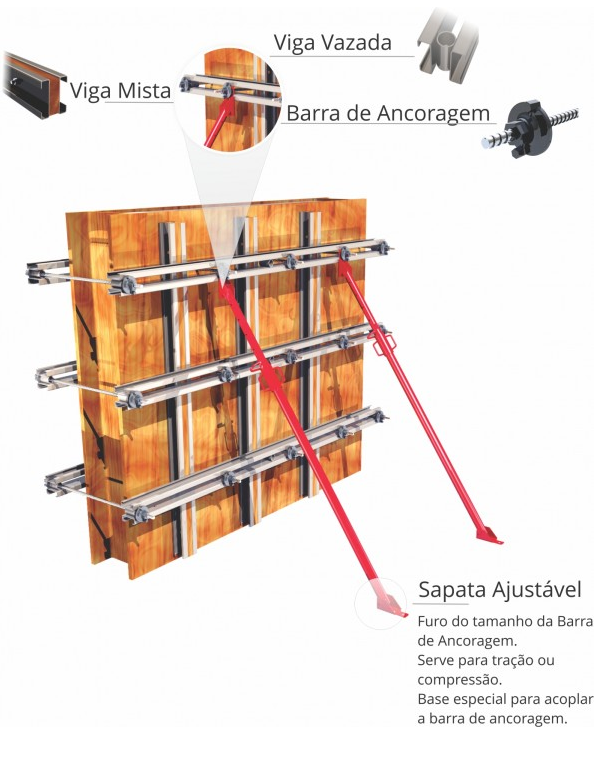 Viga Vazada
Viga Mista
Barra de Ancoragem
Sapata Ajustável
Furo do tamanho da Barra
de Ancoragem.
Serve para tração ou
compressão.
Base especial para acoplar
a barra de ancoragem.